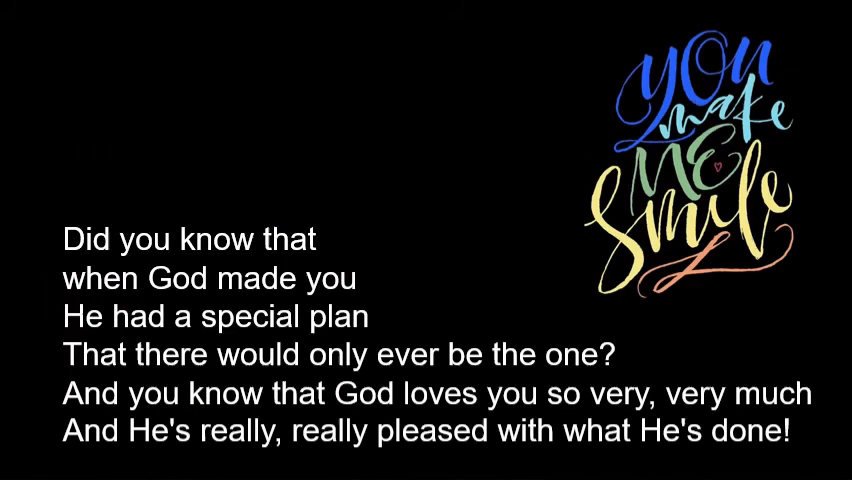 You
make
ME
Smile
Did you know that
when God made you
He had a special plan
That there would only ever be the one?
And you know that God loves you so very, very much
And He's really, really pleased with what He's done!